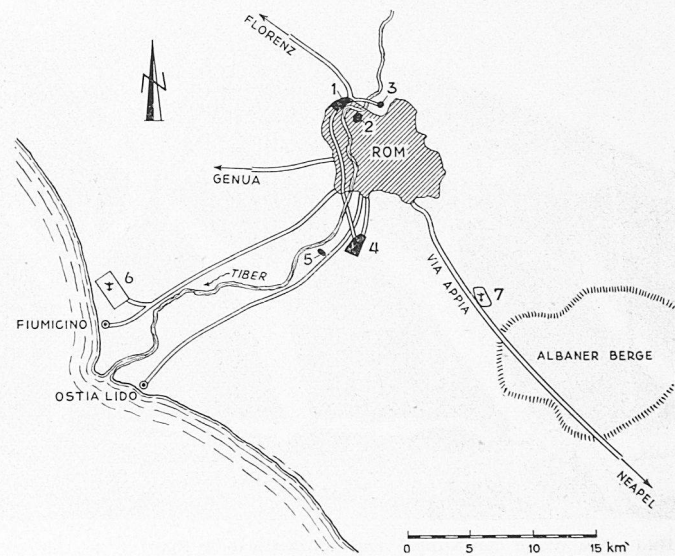 FLORENZ
N
1
3
2
ROM
GENUA
4
5
TIBER
6
VIA APPIA
7
FIUMICINO
ALBANER BERGE
OSTIA LIDO
NEAPEL
0 5 10 15 km